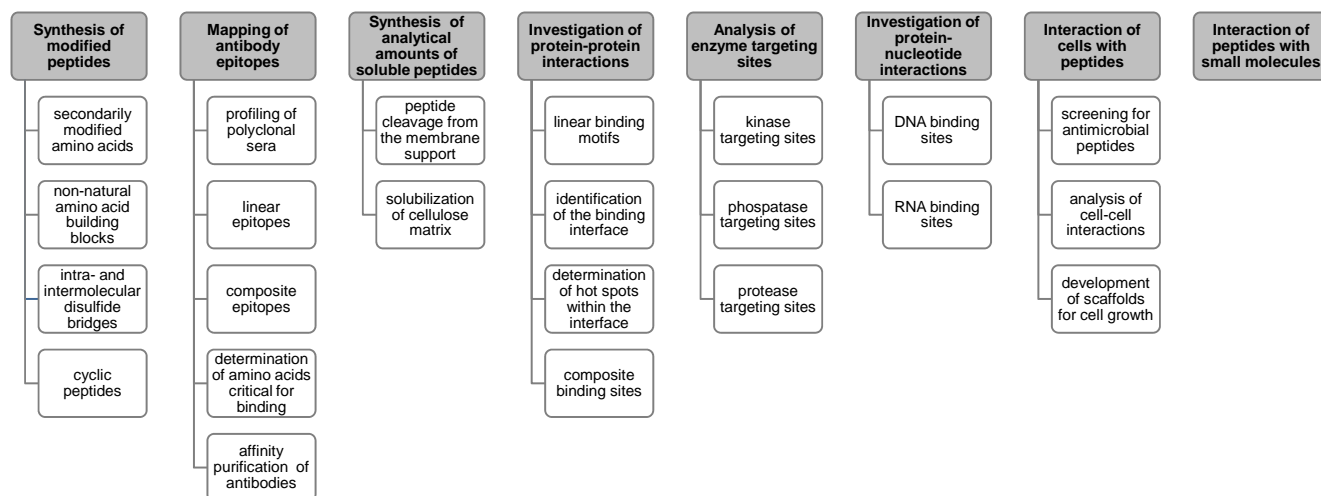 Synthesis of
modified
peptides
secondarily
modified
amino acids
non-natural
amino acid
building
blocks
intra- and
intermolecular
disulfide
bridges
cyclic
peptides
Mapping of
antibody
epitopes
profiling of
polyclonal
sera
linear
epitopes
composite
epitopes
determination
of amino acids
critical for
binding
affinity
purification of
antibodies
Synthesis of
analytical
amounts of
soluble peptides
peptide
cleavage from
the membrane
support
solubilization
of cellulose
matrix
Investigation of
protein-protein
interactions
linear binding
motifs
identification
of the binding
interface
determination
of hot spots
within the
interface
composite
binding sites
Analysis of
enzyme targeting
sites
kinase
targeting sites
phospatase
targeting sites
protease
targeting sites
Investigation of
protein-
nucleotide
interactions
DNA binding
sites
RNA binding
sites
Interaction of
cells with
peptides
screening for
antimicrobial
peptides
analysis of
cell-cell
interactions
development
of scaffolds
for cell growth
Interaction of
peptides with
small molecules